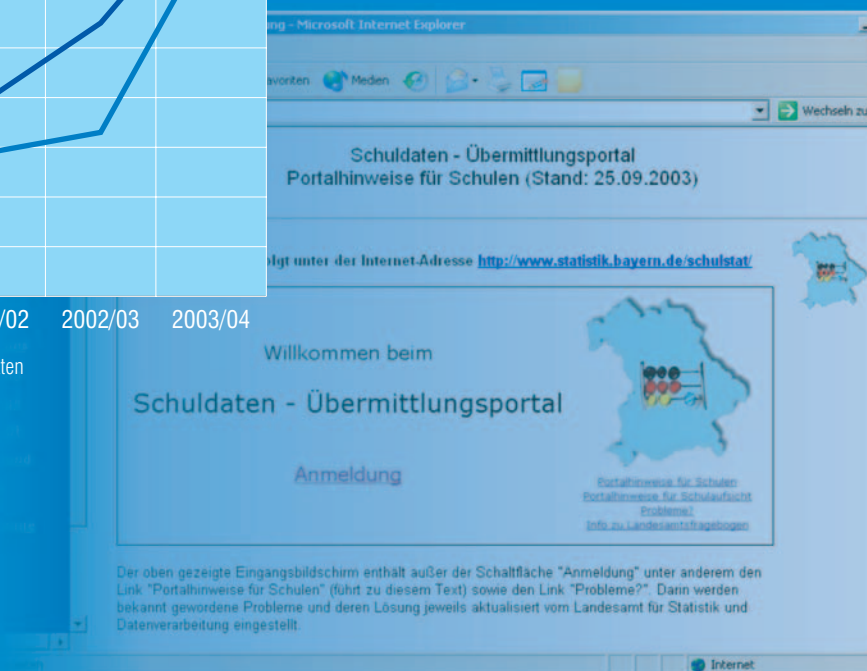 ng - Microsoft Internet Explorer
avoriten Medien
Wechseln zu
Schuldaten - Übermittlungsportal
Portalhinweise für Schulen (Stand: 25.09.2003)
olgt unter der Internet-Adresse http://www.statistik.bayern.de/schulstat/
/02 2002/03 2003/04
ten
Willkommen beim
Schuldaten - Übermittlungsportal
Anmeldung
Portalhinweise für Schulen
Portalhinweise für Schulaufsicht
Probleme?
Info zu Landesamtsfragebogen
Der oben gezeigte Eingangsbildschirm enthält außer der Schaltfläche "Anmeldung" unter anderem den
Link "Portalhinweise für Schulen" (führt zu diesem Text) sowie den Link "Probleme?". Darin werden
bekannt gewordene Probleme und deren Lösung jeweils aktualisiert vom Landesamt für Statistik und
Datenverarbeitung eingestellt.
Internet